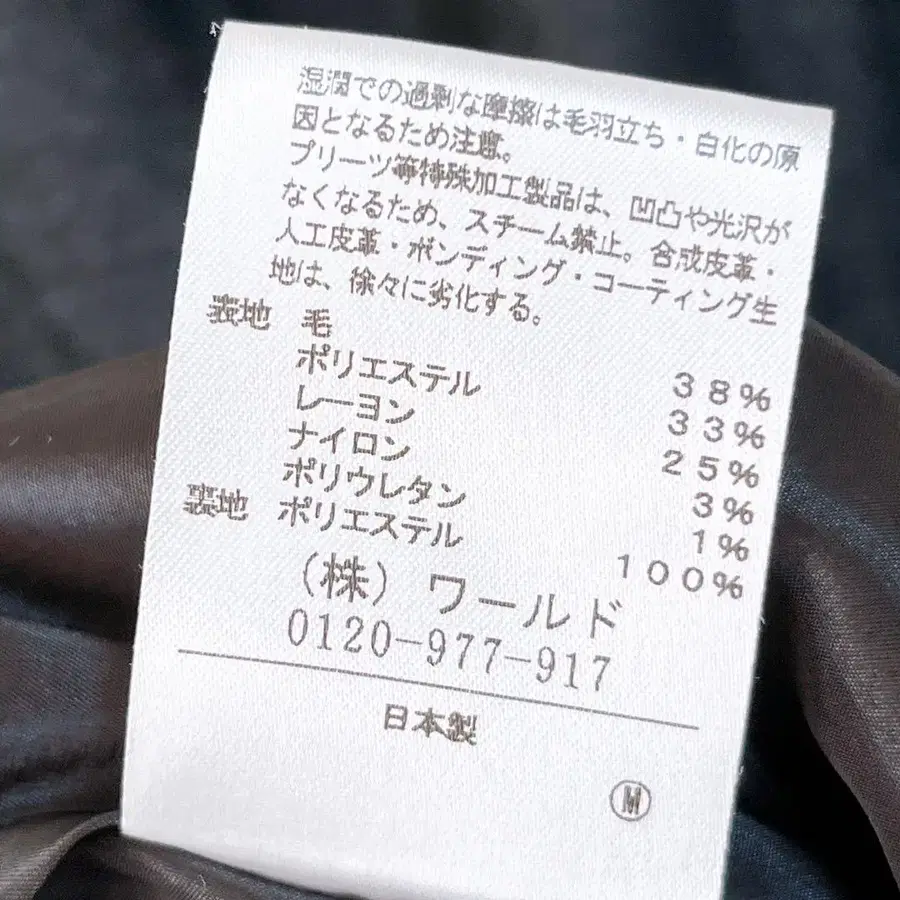 湿潤での過剰な摩擦は毛羽立ち・白化の原
因となるため注意。
プリーツ等特殊加工製品は、凹凸や光沢が
なくなるため、スチーム禁止。合成皮革・
人工皮革・ボンディング・コーティング生
地は、徐々に劣化する。
表地 毛 38%
ポリエステル 33%
レーヨン 25%
ナイロン 3%
ポリウレタン 1%
裏地 ポリエステル 100%
(株) ワールド
0120-977-917
日本製
Ⓜ